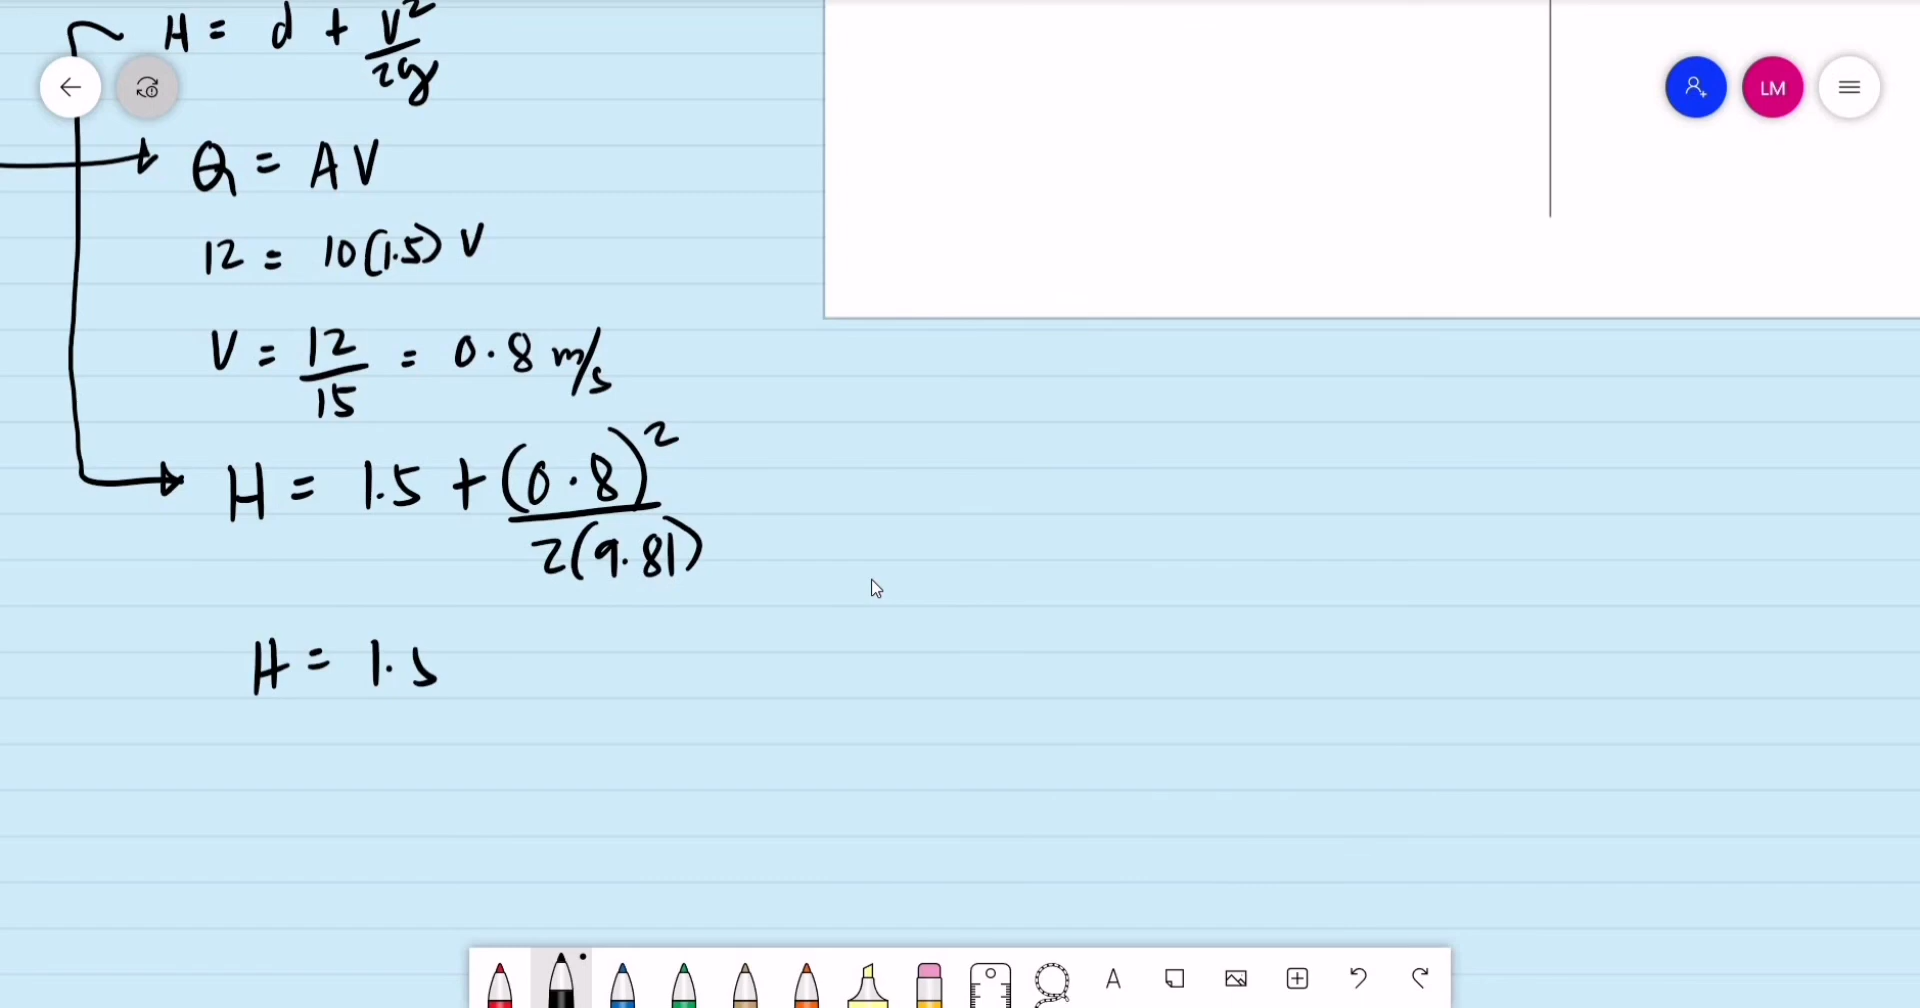 H = d + V²/2g
LM
Q = AV
12 = 10(1.5) V
V = 12/15 = 0.8 m/s
H = 1.5 + (0.8)²/2(9.81)
H = 1.5
A